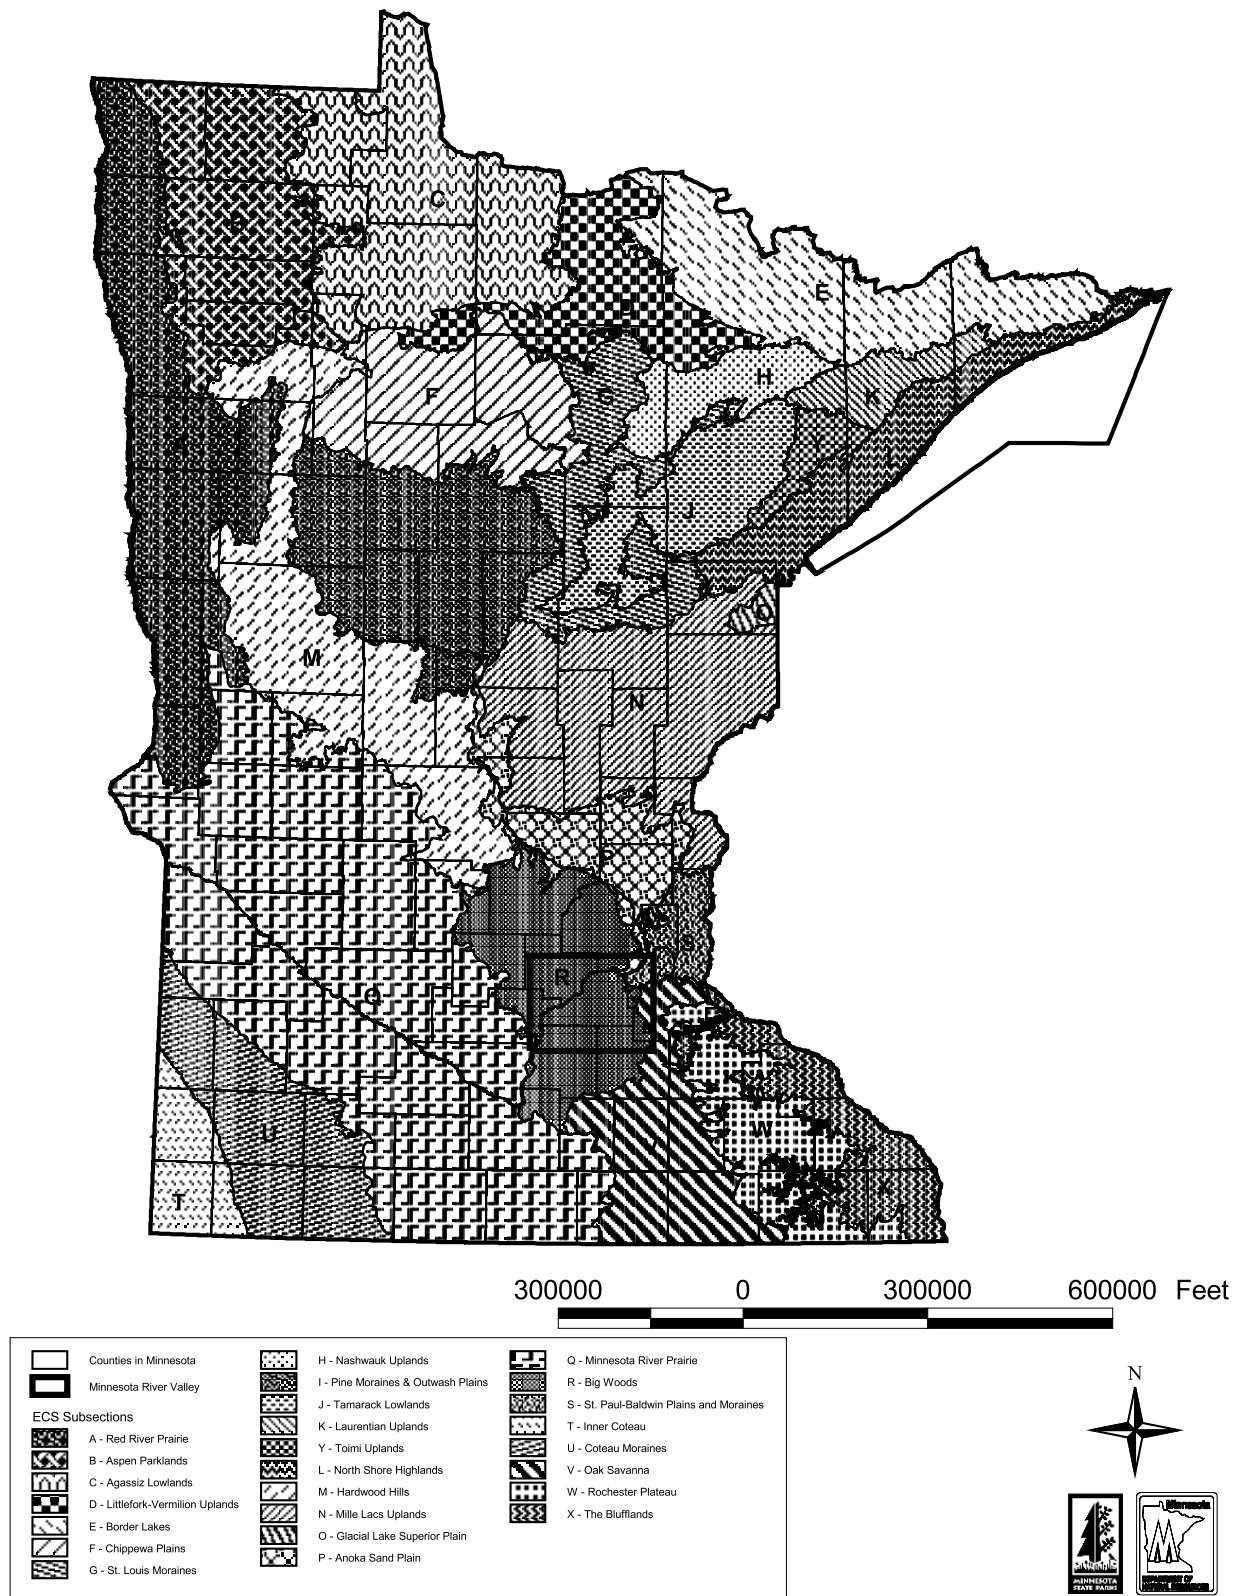 C
B
E
D
H
F
G
K
Y
A
L
J
G
O
M
N
P
S
R
Q
W
U
V
X
T
300000 0 300000 600000 Feet
Counties in Minnesota
Minnesota River Valley
ECS Subsections
A - Red River Prairie
B - Aspen Parklands
C - Agassiz Lowlands
D - Littlefork-Vermilion Uplands
E - Border Lakes
F - Chippewa Plains
G - St. Louis Moraines
H - Nashwauk Uplands
I - Pine Moraines & Outwash Plains
J - Tamarack Lowlands
K - Laurentian Uplands
Y - Toimi Uplands
L - North Shore Highlands
M - Hardwood Hills
N - Mille Lacs Uplands
O - Glacial Lake Superior Plain
P - Anoka Sand Plain
Q - Minnesota River Prairie
R - Big Woods
S - St. Paul-Baldwin Plains and Moraines
T - Inner Coteau
U - Coteau Moraines
V - Oak Savanna
W - Rochester Plateau
X - The Blufflands
N
MINNESOTA
STATE PARKS
Minnesota
DEPARTMENT OF
NATURAL RESOURCES